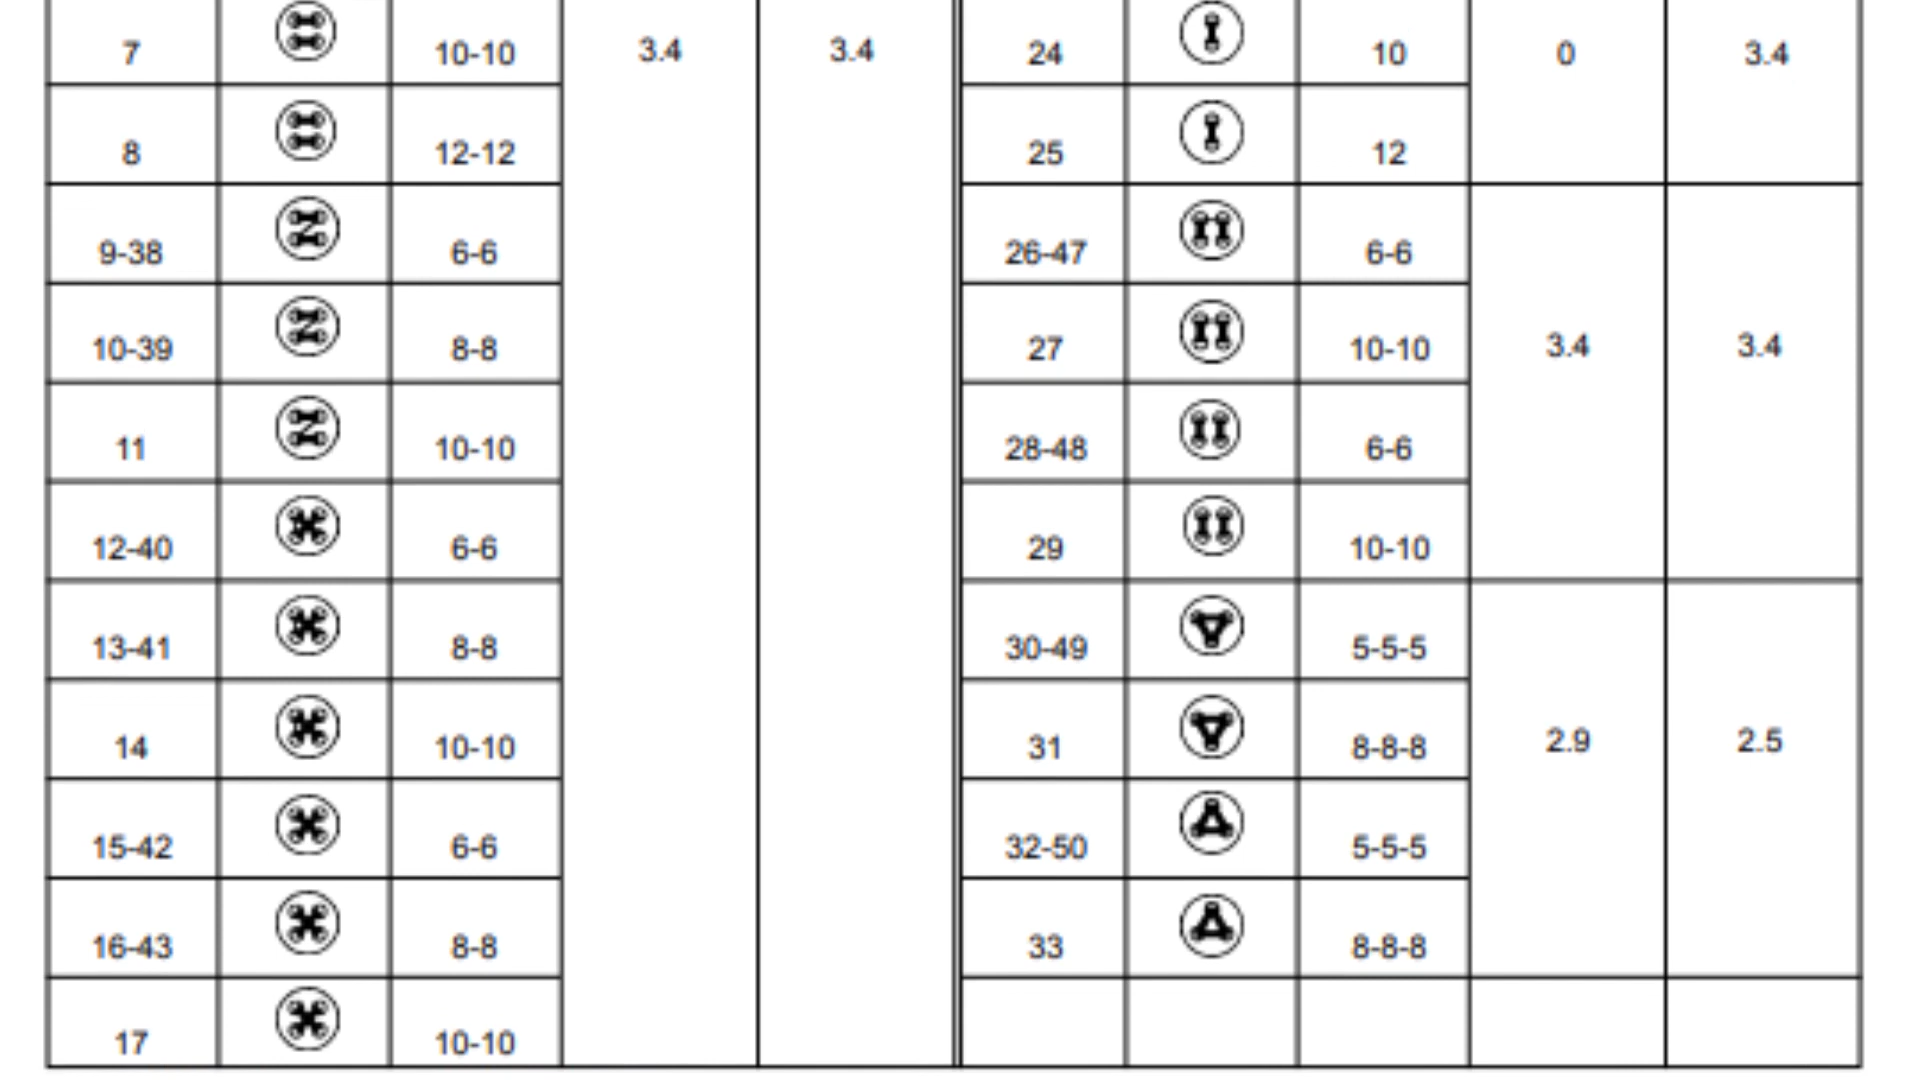 7 10-10 3.4 3.4 24 10 0 3.4
8 12-12 25 12
9-38 6-6 26-47 6-6
10-39 8-8 27 10-10 3.4 3.4
11 10-10 28-48 6-6
12-40 6-6 29 10-10
13-41 8-8 30-49 5-5-5
14 10-10 31 8-8-8 2.9 2.5
15-42 6-6 32-50 5-5-5
16-43 8-8 33 8-8-8
17 10-10